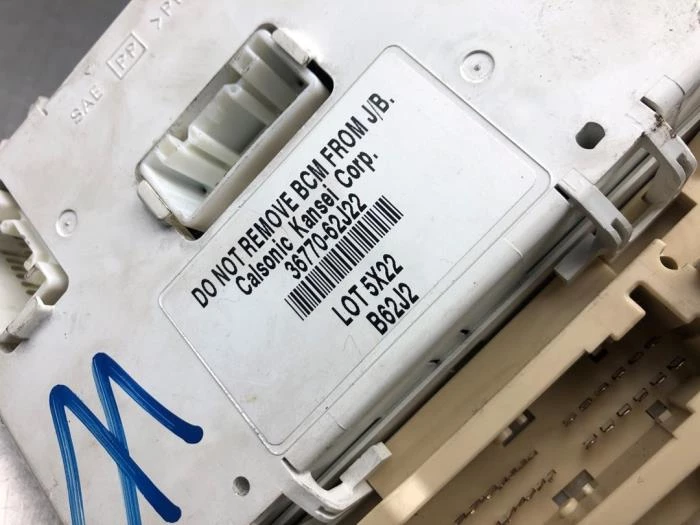 SAE PP >P
DO NOT REMOVE BCM FROM J/B.
Calsonic Kansei Corp.
36770-62J22
LOT 5X22
B62J2